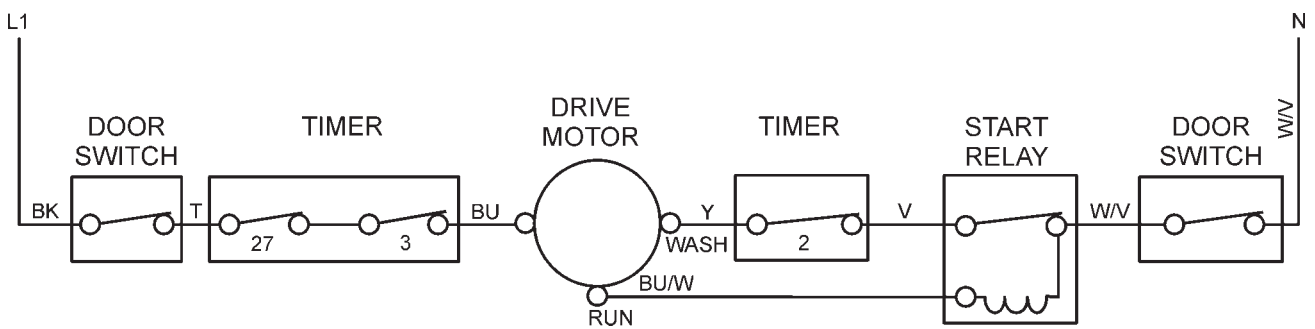 L1
N
DOOR
SWITCH
TIMER
DRIVE
MOTOR
TIMER
START
RELAY
DOOR
SWITCH
W/V
BK
T
27
3
BU
Y
WASH
2
V
W/V
BU/W
RUN